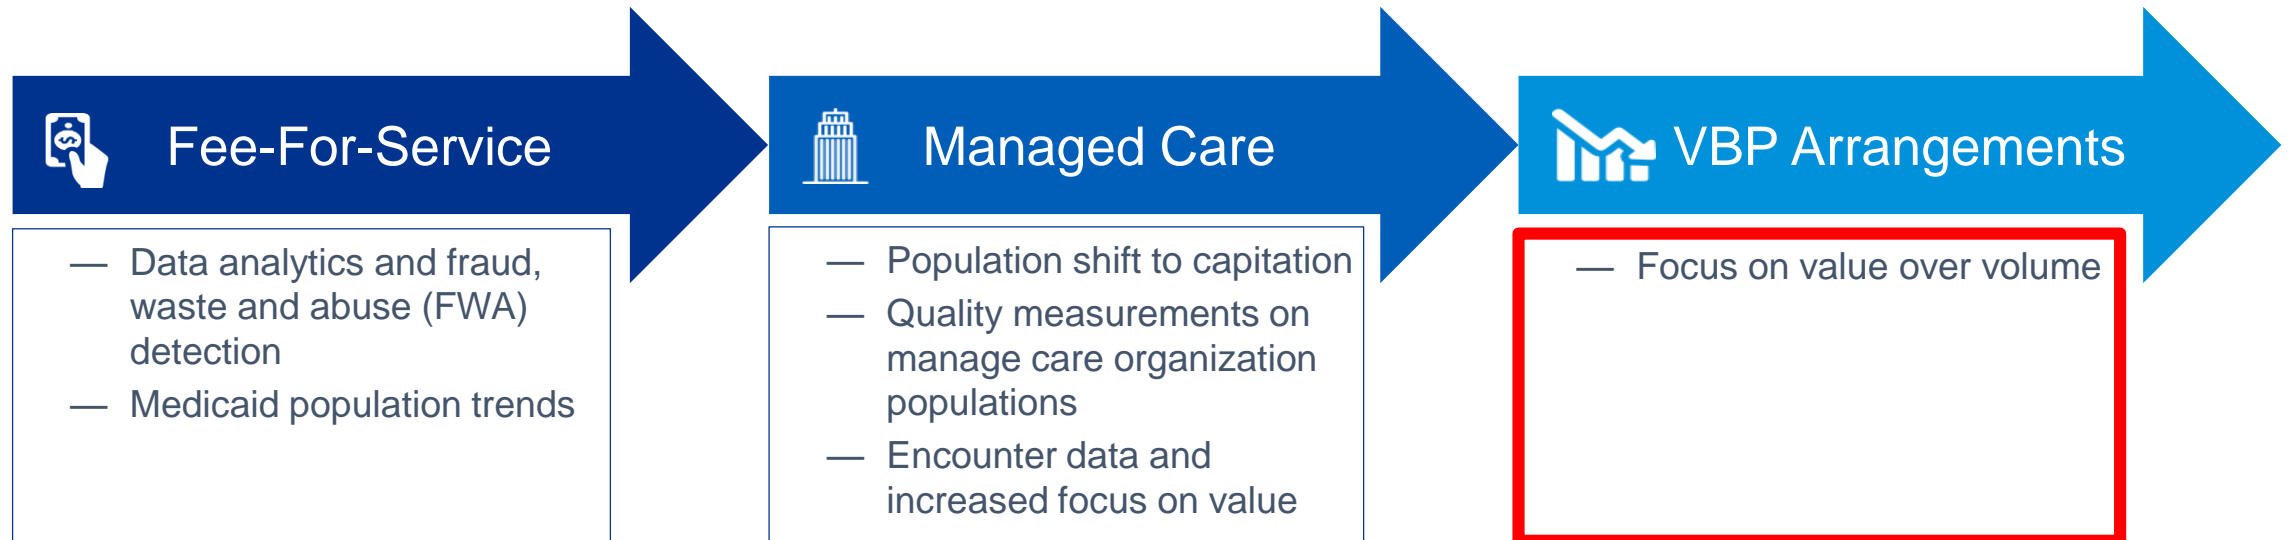 Fee-For-Service
— Data analytics and fraud,
waste and abuse (FWA)
detection
— Medicaid population trends
Managed Care
— Population shift to capitation
— Quality measurements on
manage care organization
populations
— Encounter data and
increased focus on value
VBP Arrangements
— Focus on value over volume